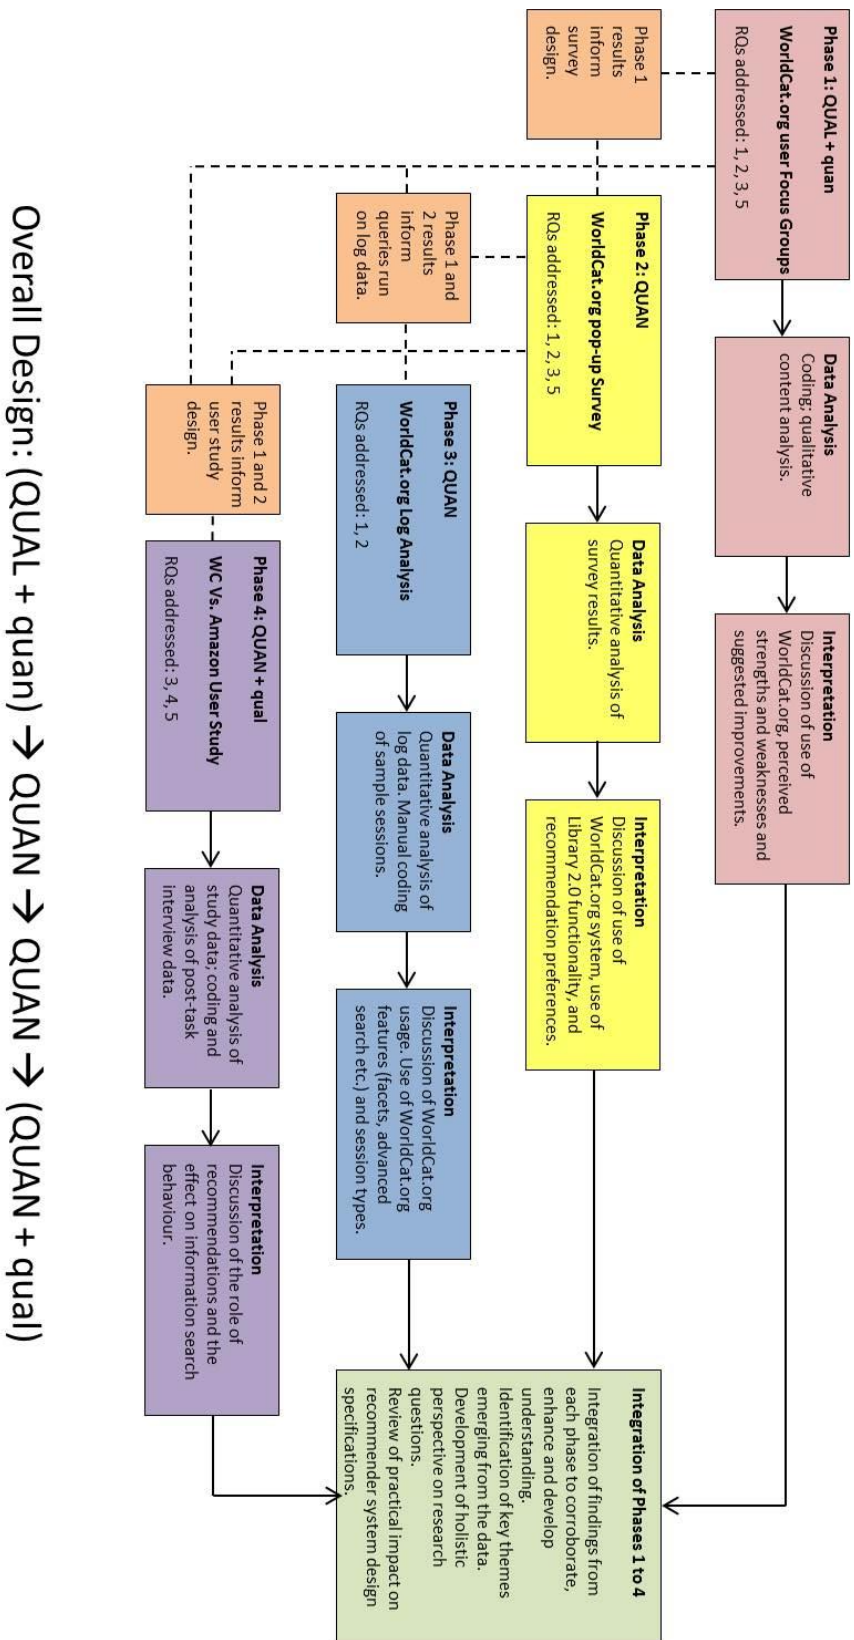 Phase 1: QUAL + quan
WorldCat.org user Focus Groups
RQs addressed: 1, 2, 3, 5
Data Analysis
Coding; qualitative
content analysis.
Interpretation
Discussion of use of
WorldCat.org, perceived
strengths and weaknesses and
suggested improvements.
Phase 1
results
inform
survey
design.
Phase 2: QUAN
WorldCat.org pop-up Survey
RQs addressed: 1, 2, 3, 5
Data Analysis
Quantitative analysis of
survey results.
Interpretation
Discussion of use of
WorldCat.org system, use of
Library 2.0 functionality, and
recommendation preferences.
Phase 1 and
2 results
inform
queries run
on log data.
Phase 3: QUAN
WorldCat.org Log Analysis
RQs addressed: 1, 2
Data Analysis
Quantitative analysis of
log data. Manual coding
of sample sessions.
Interpretation
Discussion of WorldCat.org
usage. Use of WorldCat.org
features (facets, advanced
search etc.) and session types.
Phase 1 and 2
results inform
user study
design.
Phase 4: QUAN + qual
WC Vs. Amazon User Study
RQs addressed: 3, 4, 5
Data Analysis
Quantitative analysis of
study data; coding and
analysis of post-task
interview data.
Interpretation
Discussion of the role of
recommendations and the
effect on information search
behaviour.
Integration of Phases 1 to 4
Integration of findings from
each phase to corroborate,
enhance and develop
understanding.
Identification of key themes
emerging from the data.
Development of holistic
perspective on research
questions.
Review of practical impact on
recommender system design
specifications.
Overall Design: (QUAL + quan) → QUAN → QUAN → (QUAN + qual)